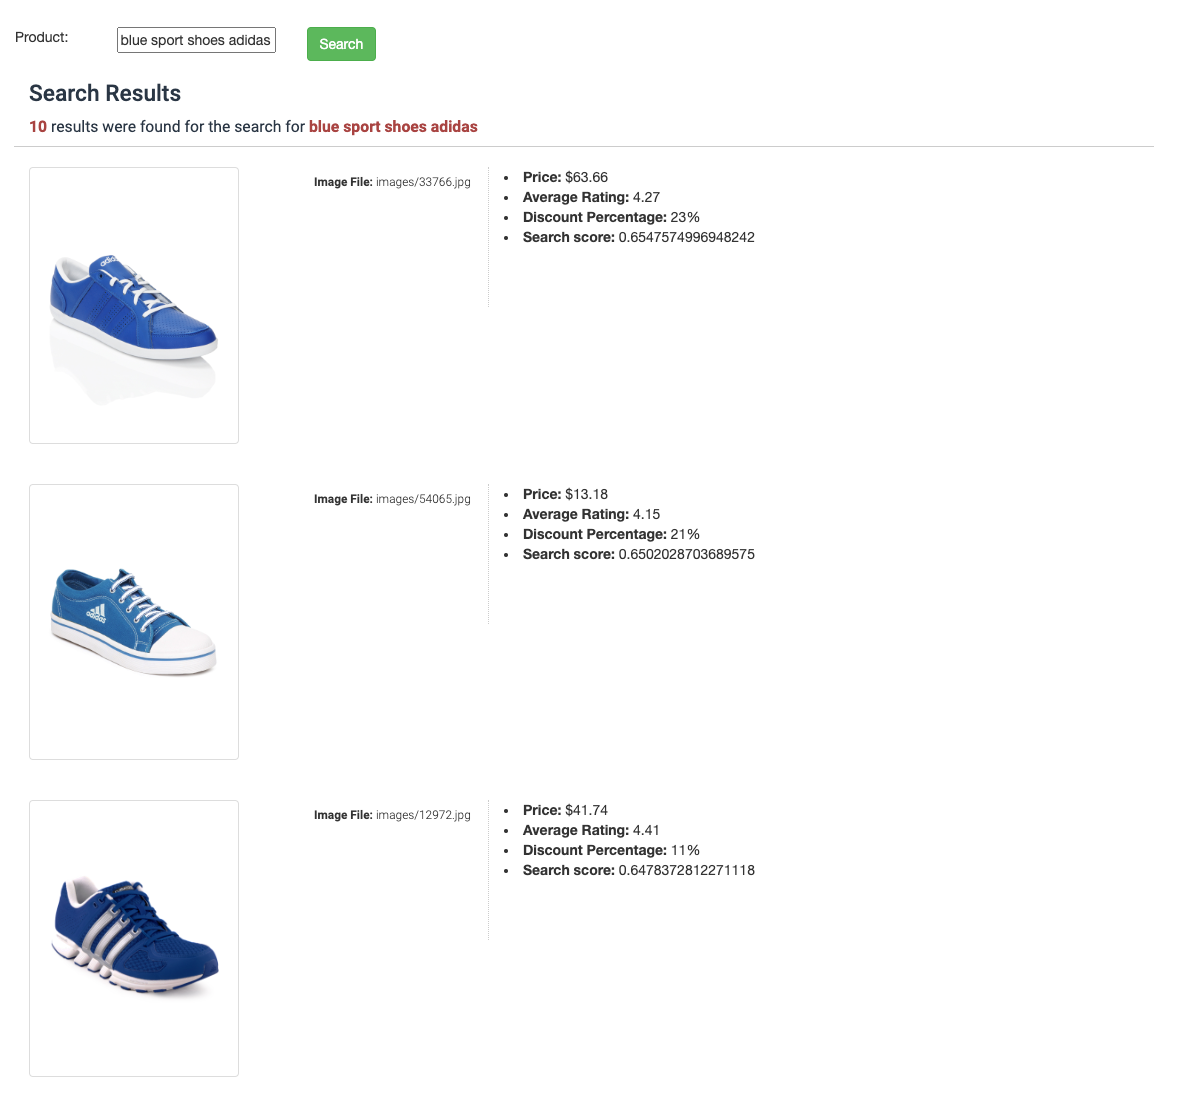 Product: blue sport shoes adidas Search
Search Results
10 results were found for the search for blue sport shoes adidas
Image File: images/33766.jpg
Price: $63.66
Average Rating: 4.27
Discount Percentage: 23%
Search score: 0.6547574996948242
Image File: images/54065.jpg
Price: $13.18
Average Rating: 4.15
Discount Percentage: 21%
Search score: 0.6502028703689575
adidas
Image File: images/12972.jpg
Price: $41.74
Average Rating: 4.41
Discount Percentage: 11%
Search score: 0.6478372812271118